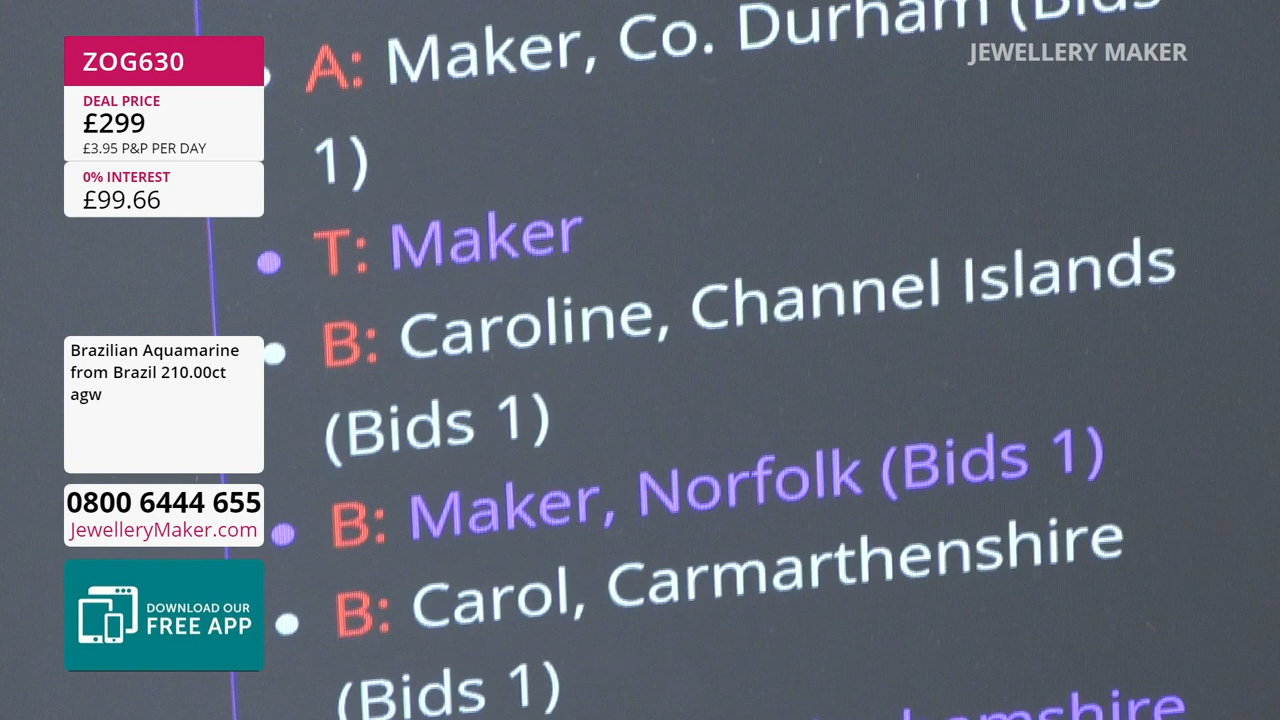 ZOG630
DEAL PRICE
£299
£3.95 P&P PER DAY
0% INTEREST
£99.66
Brazilian Aquamarine
from Brazil 210.00ct
agw
0800 6444 655
JewelleryMaker.com
DOWNLOAD OUR
FREE APP
JEWELLERY MAKER
A: Maker, Co. Durham (Bids
1)
T: Maker
B: Caroline, Channel Islands
(Bids 1)
B: Maker, Norfolk (Bids 1)
B: Carol, Carmarthenshire
(Bids 1)